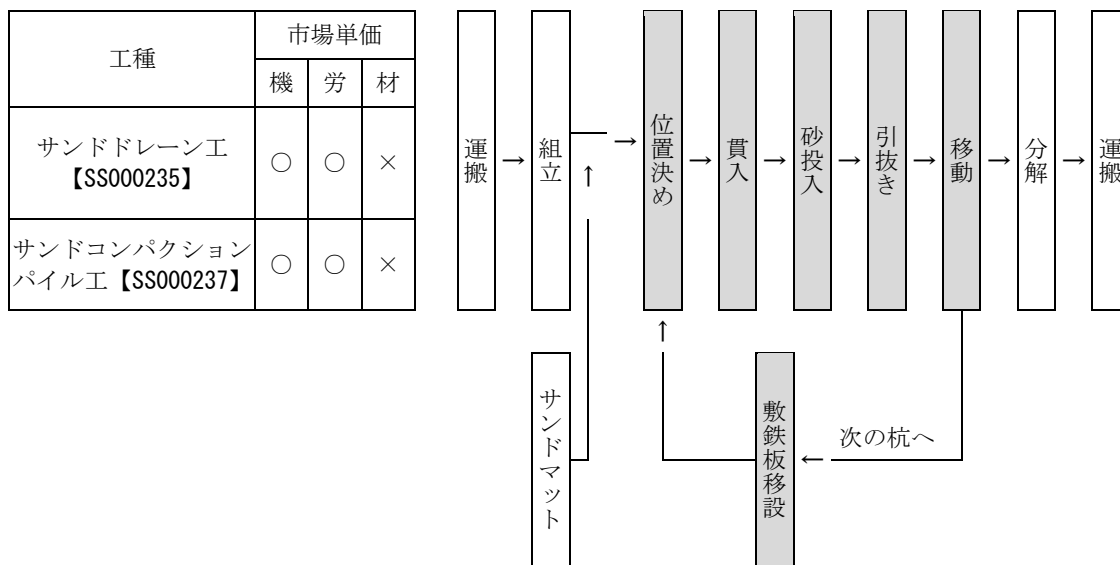 工種
市場単価
機 労 材
サンドドレーン工
【SS000235】
○ ○ ×
サンドコンパクション
パイル工【SS000237】
○ ○ ×
運搬
→
組立
→
↑
位置決め
→
貫入
→
砂投入
→
引抜き
→
移動
→
分解
→
運搬
↑
サンドマット
敷鉄板移設
←
次の杭へ